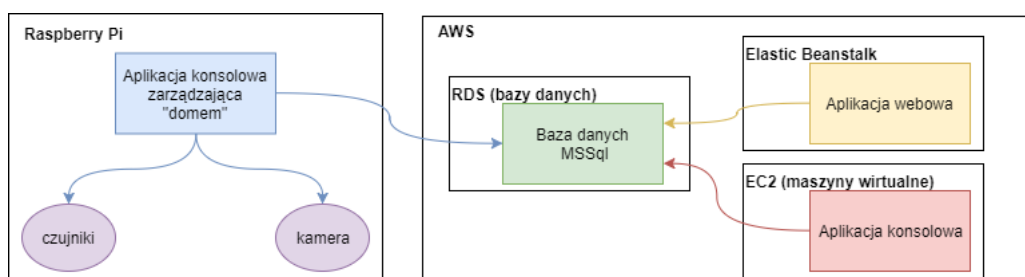 Raspberry Pi
Aplikacja konsolowa
zarządzająca
"domem"
czujniki
kamera
AWS
RDS (bazy danych)
Baza danych
MSSql
Elastic Beanstalk
Aplikacja webowa
EC2 (maszyny wirtualne)
Aplikacja konsolowa